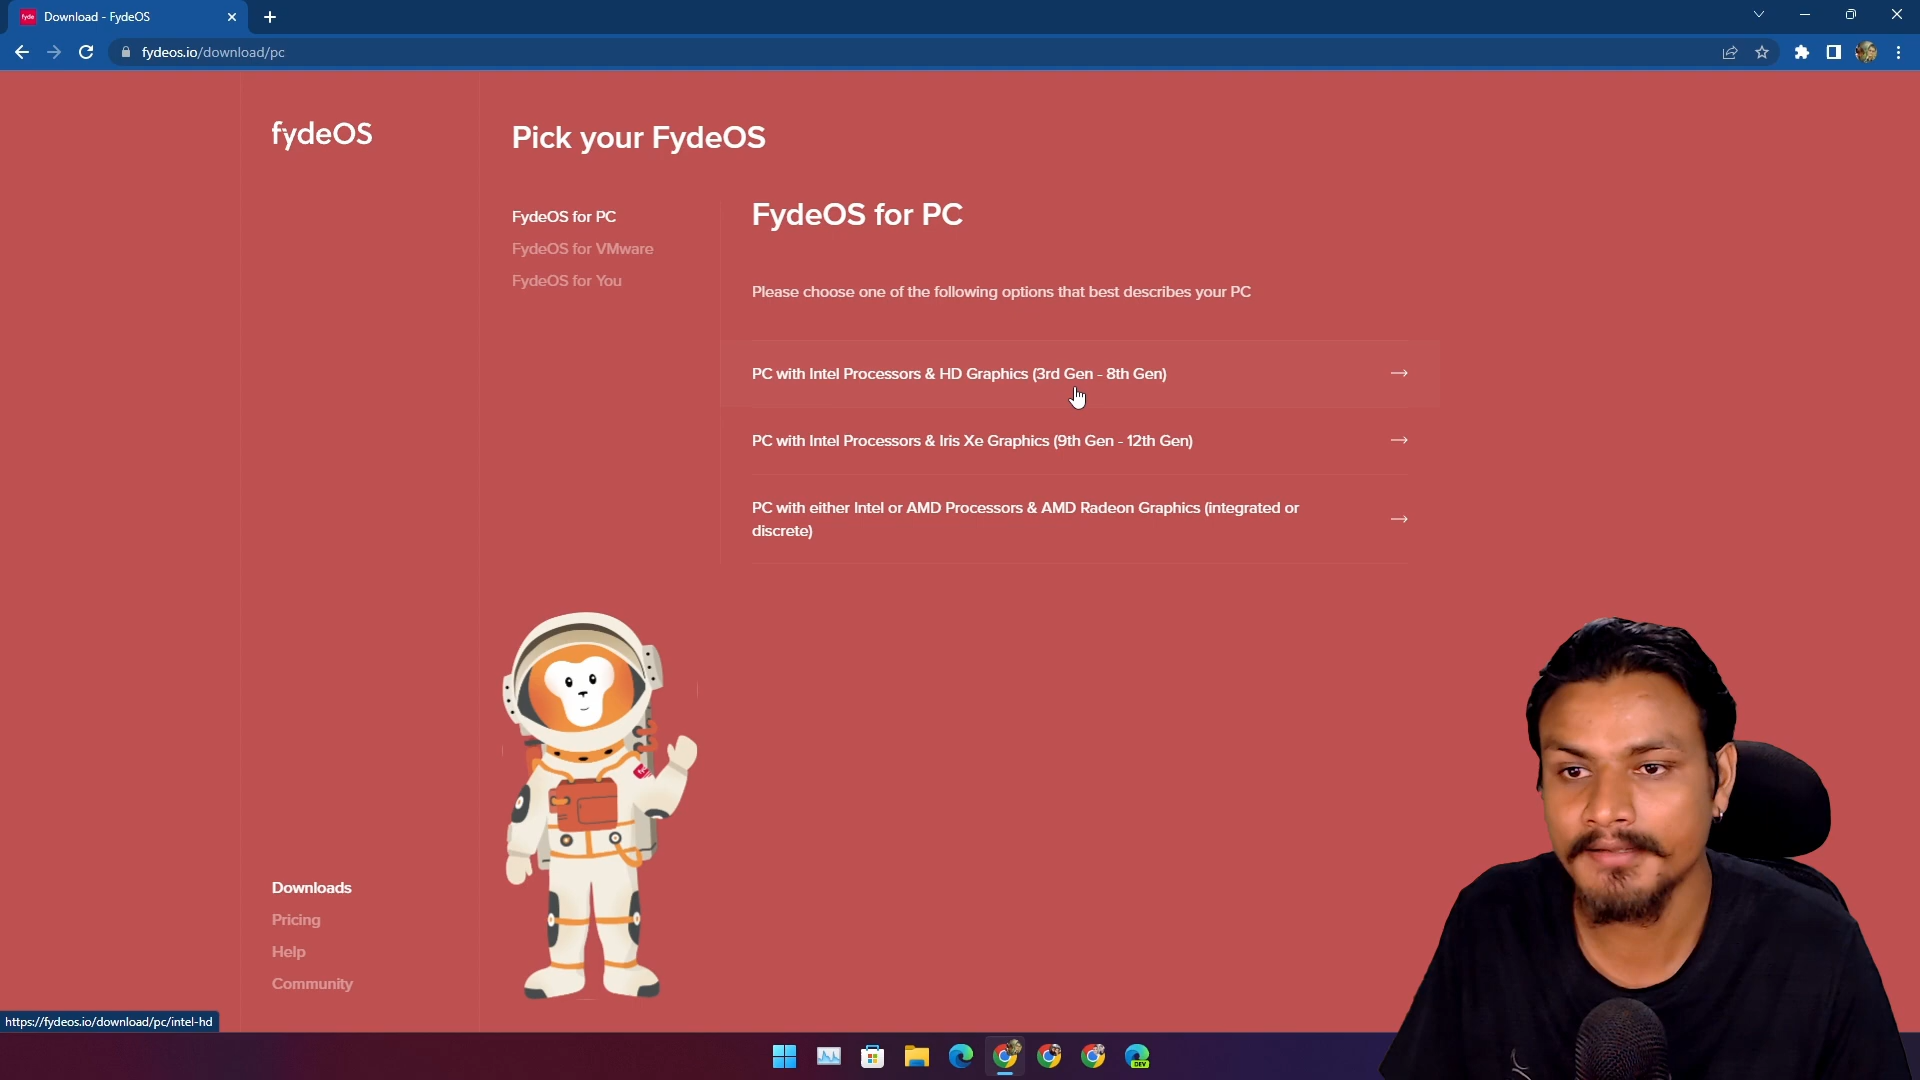 Download - FydeOS
fydeos.io/download/pc
fydeOS
Pick your FydeOS
FydeOS for PC
FydeOS for VMware
FydeOS for You
FydeOS for PC
Please choose one of the following options that best describes your PC
PC with Intel Processors & HD Graphics (3rd Gen - 8th Gen)
PC with Intel Processors & Iris Xe Graphics (9th Gen - 12th Gen)
PC with either Intel or AMD Processors & AMD Radeon Graphics (integrated or
discrete)
Downloads
Pricing
Help
Community
https://fydeos.io/download/pc/intel-hd
DEV